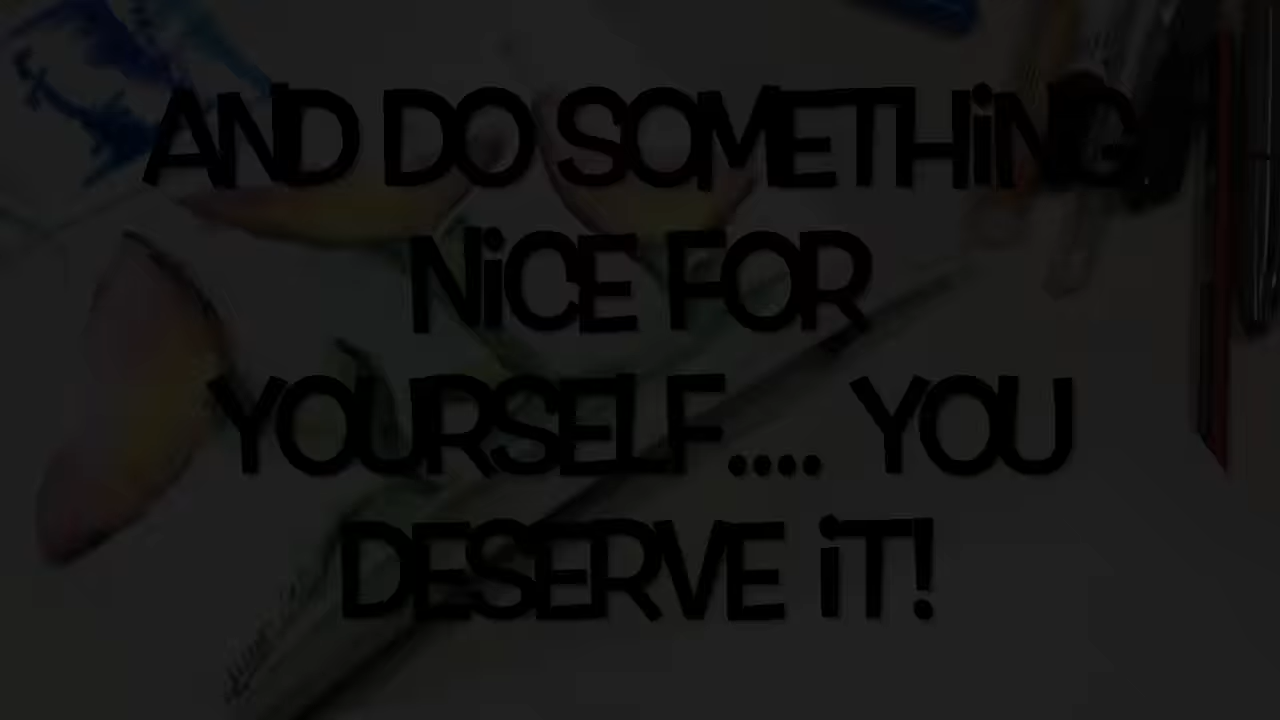 AND DO SOMETHiNG
NiCE FOR
YOURSELF.... YOU
DESERVE iT!